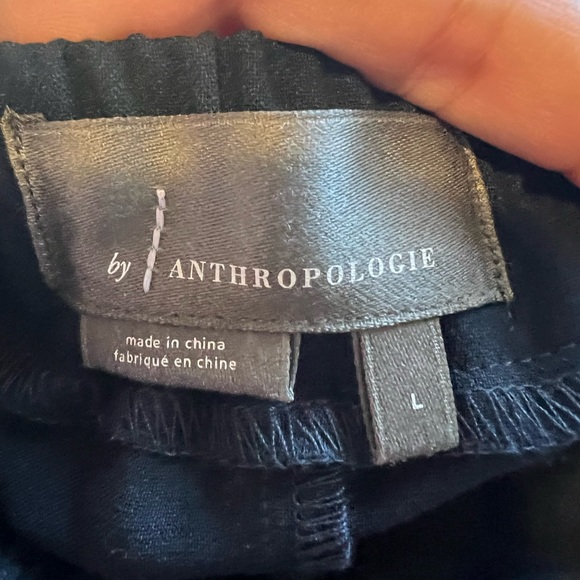 by ANTHROPOLOGIE
made in china
fabriqué en chine
L